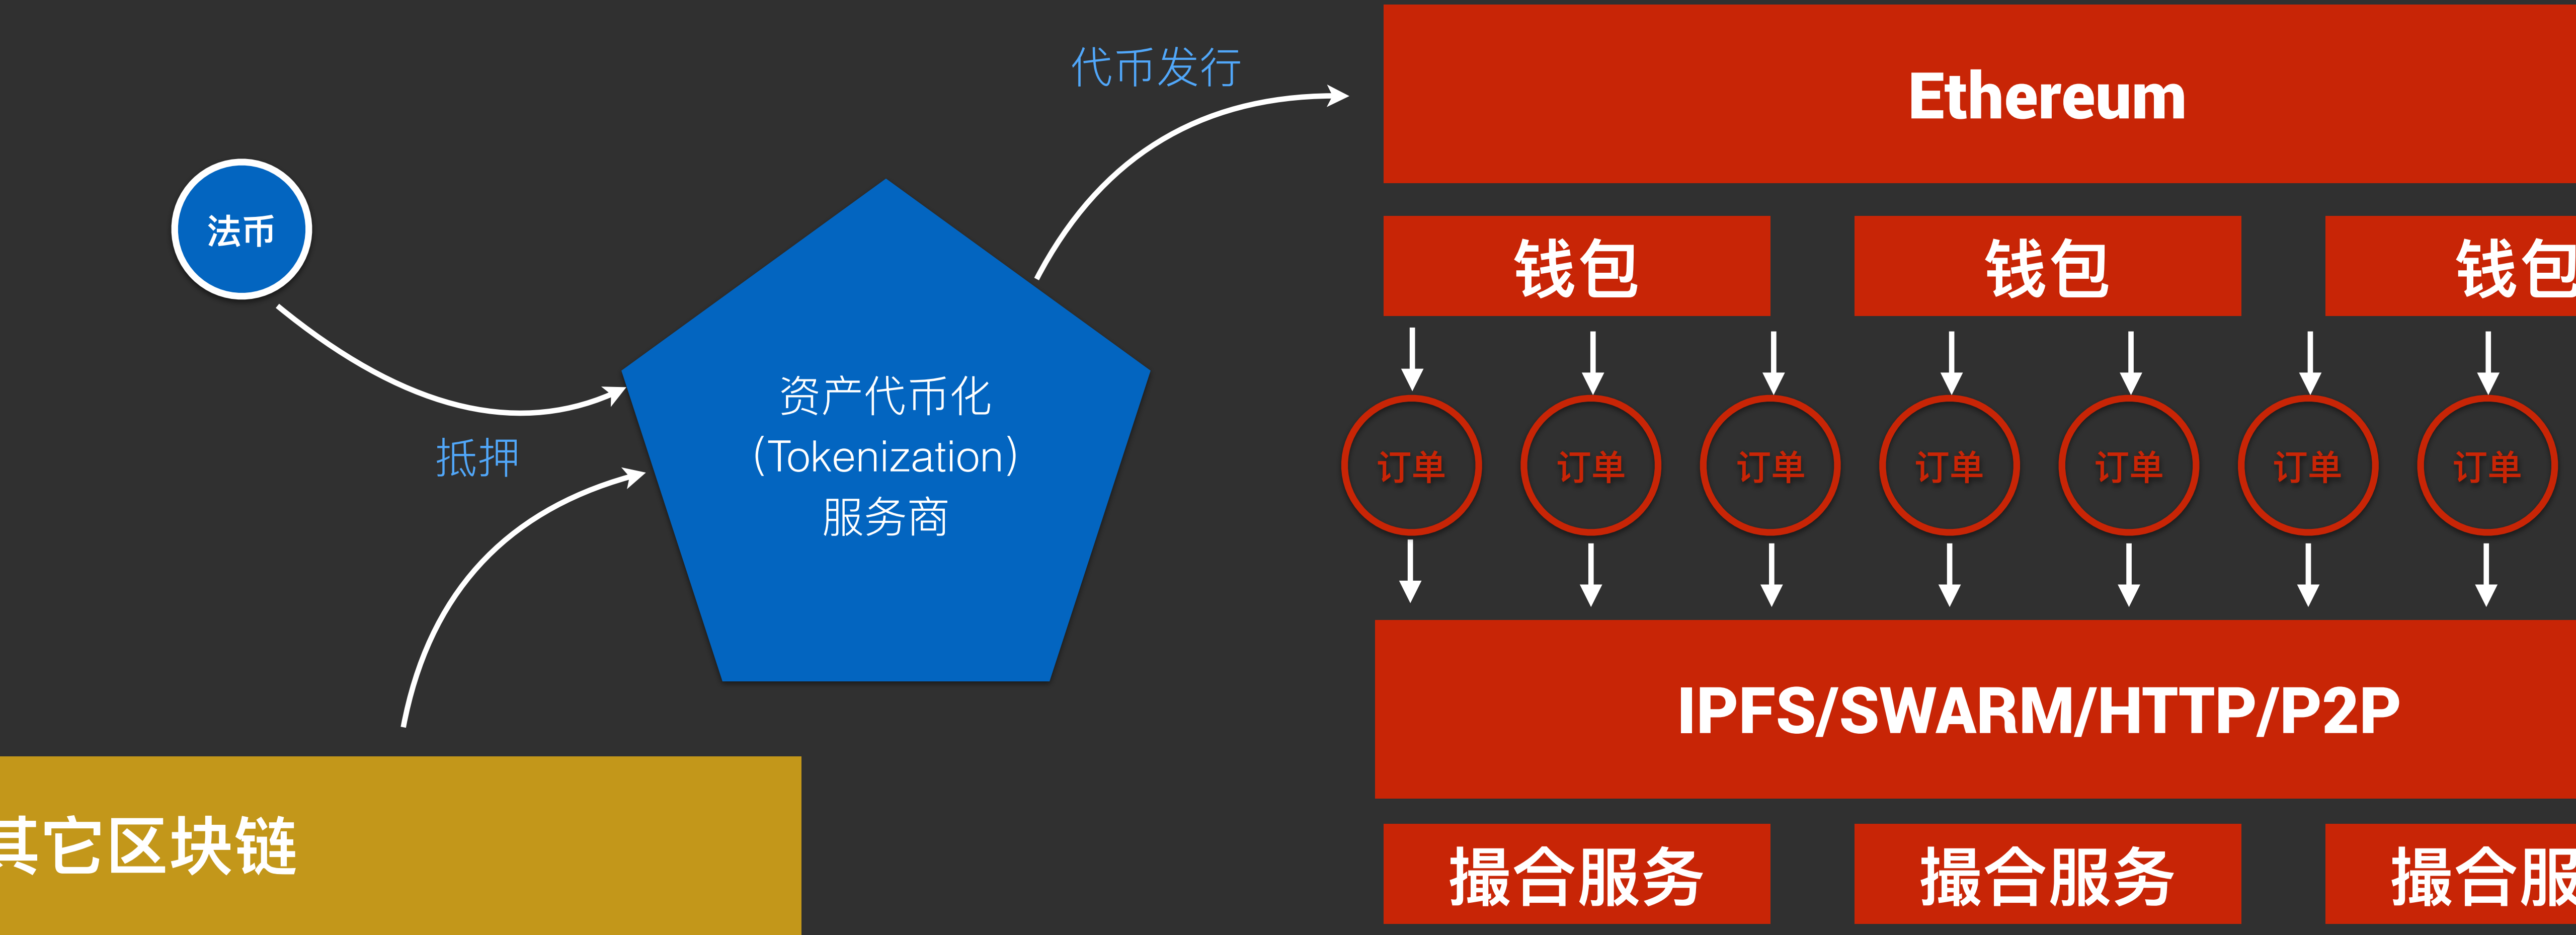 代币发行
Ethereum
法币
钱包 钱包 钱包
资产代币化
(Tokenization)
服务商
抵押
订单 订单 订单 订单 订单 订单 订单
IPFS/SWARM/HTTP/P2P
其它区块链
撮合服务 撮合服务 撮合服